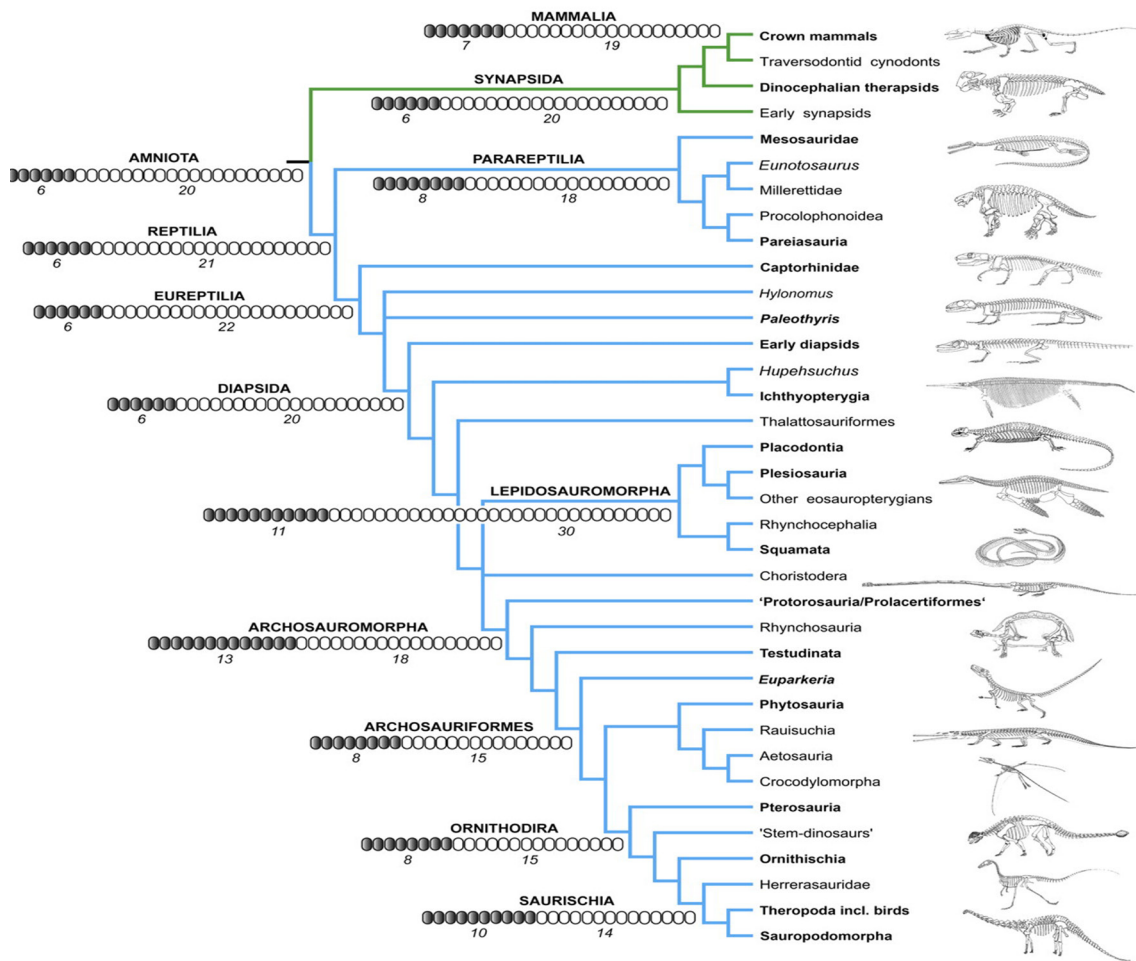 MAMMALIA
7 19
Crown mammals
Traversodontid cynodonts
SYNAPSIDA
6 20
Dinocephalian therapsids
Early synapsids
Mesosauridae
AMNIOTA
6 20
PARAREPTILIA
8 18
Eunotosaurus
Millerettidae
Procolophonoidea
REPTILIA
6 21
Pareiasauria
Captorhinidae
EUREPTILIA
6 22
Hylonomus
Paleothyris
Early diapsids
Hupehsuchus
DIAPSIDA
6 20
Ichthyopterygia
Thalattosauriformes
Placodontia
Plesiosauria
LEPIDOSAUROMORPHA
11 30
Other eosauropterygians
Rhynchocephalia
Squamata
Choristodera
'Protorosauria/Prolacertiformes'
ARCHOSAUROMORPHA
13 18
Rhynchosauria
Testudinata
Euparkeria
Phytosauria
ARCHOSAURIFORMES
8 15
Rauisuchia
Aetosauria
Crocodylomorpha
Pterosauria
ORNITHODIRA
8 15
'Stem-dinosaurs'
Ornithischia
Herrerasauridae
SAURISCHIA
10 14
Theropoda incl. birds
Sauropodomorpha